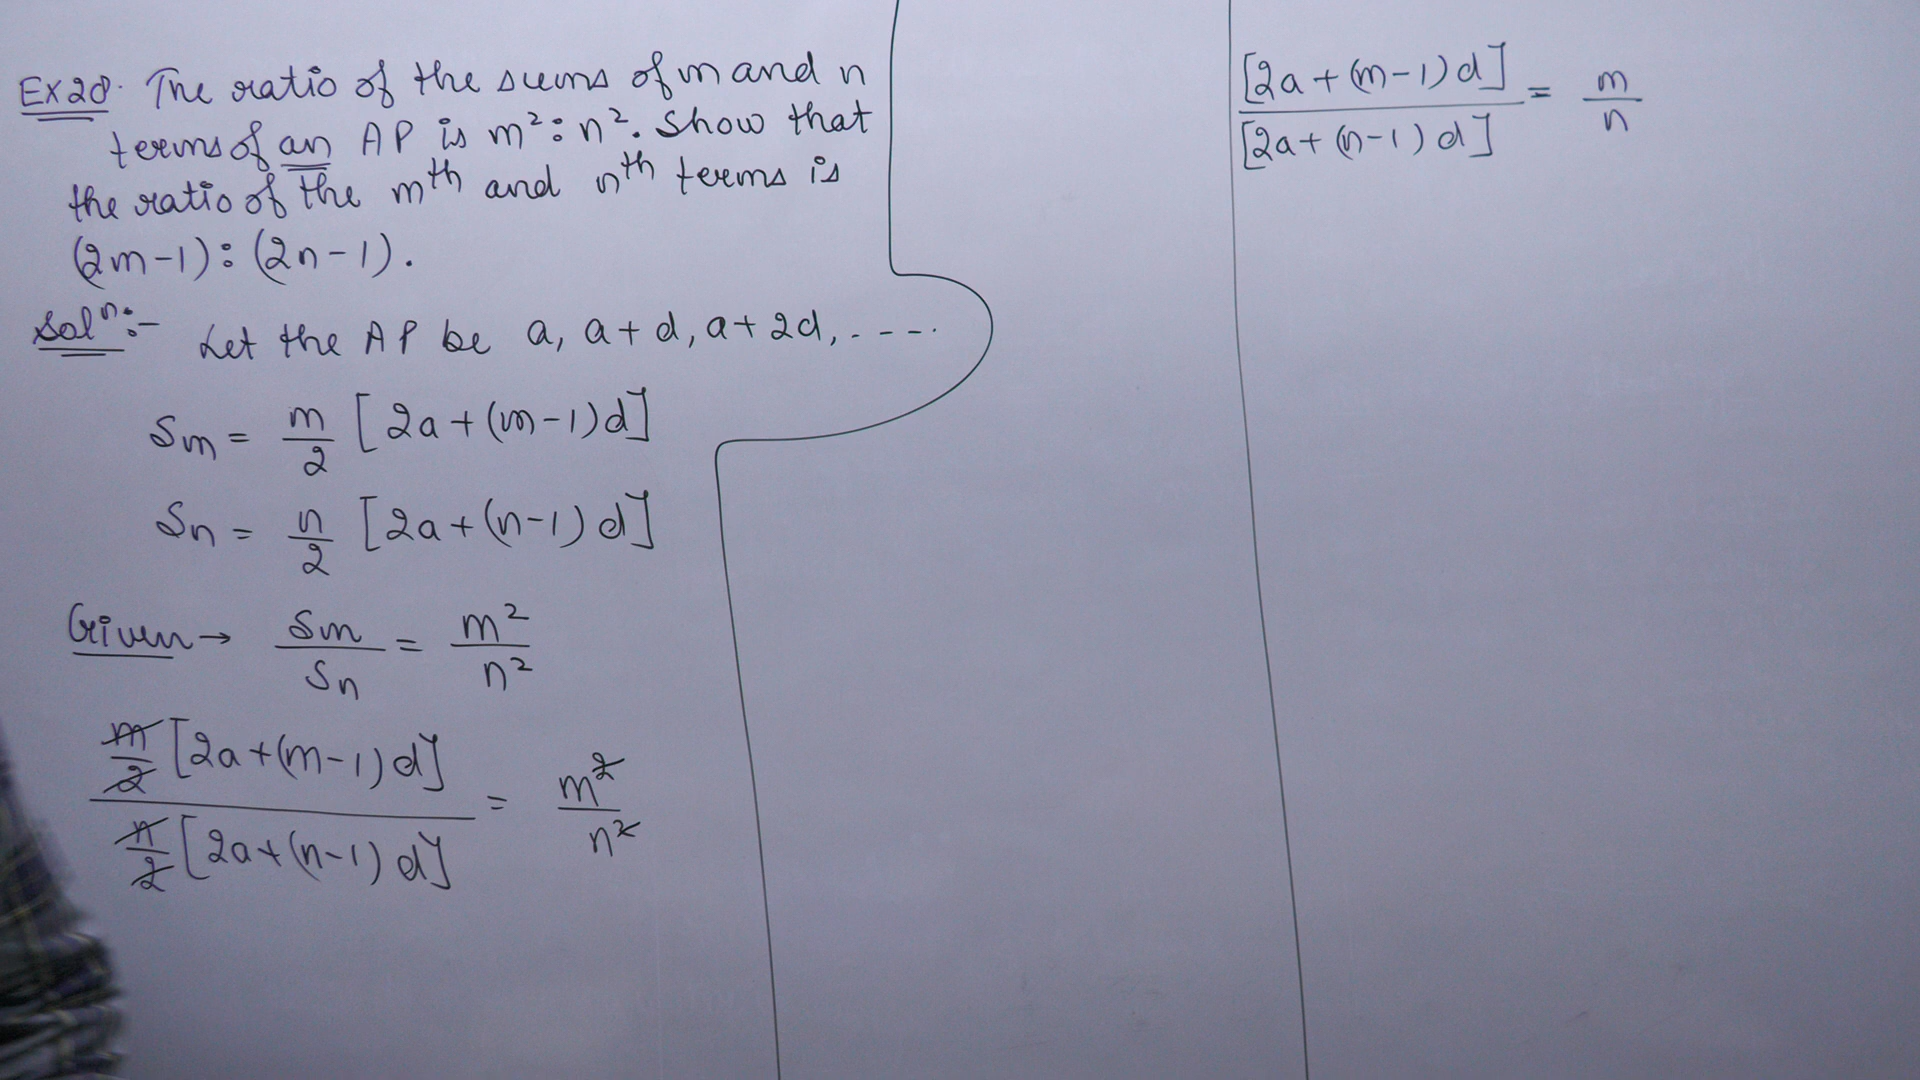 Ex 28. The ratio of the sums of m and n
terms of an AP is m²:n². Show that
the ratio of the mth and nth terms is
(2m-1):(2n-1).
Solⁿ:- Let the AP be a, a+d, a+2d, .----.
Sm = m/2 [2a+(m-1)d]
Sn = n/2 [2a+(n-1)d]
Given → Sm/Sn = m²/n²
m/2 [2a+(m-1)d] / n/2 [2a+(n-1)d] = m²/n²
[2a+(m-1)d] / [2a+(n-1)d] = m/n